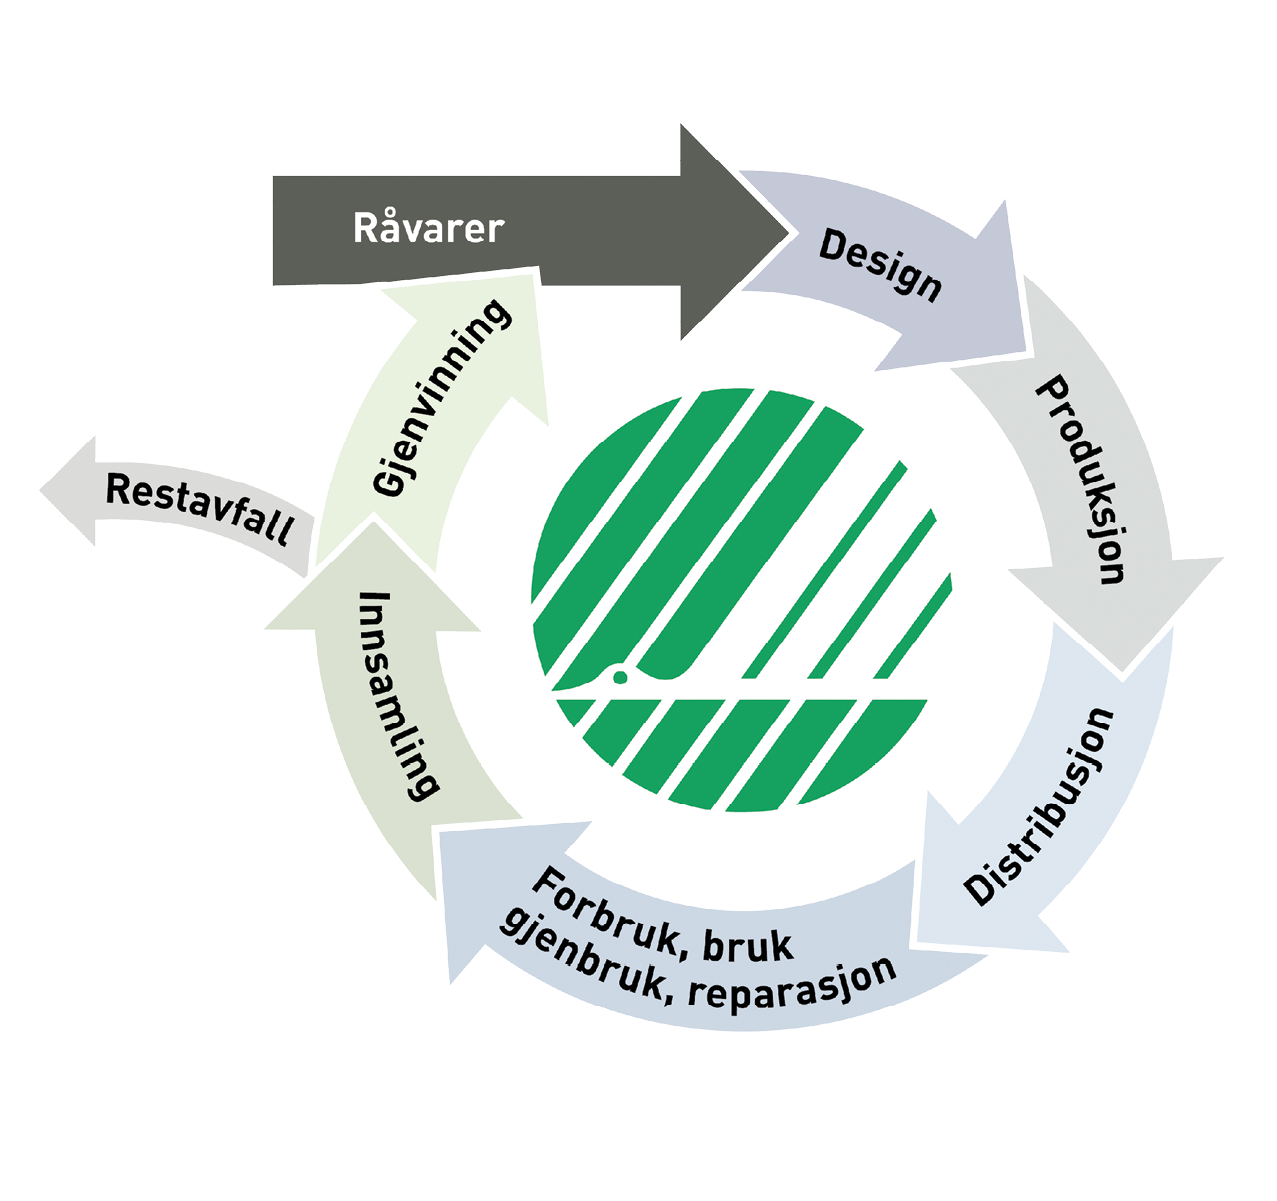 Råvarer
Design
Produksjon
Distribusjon
Forbruk, bruk
gjenbruk, reparasjon
Innsamling
Restavfall
Gjenvinning